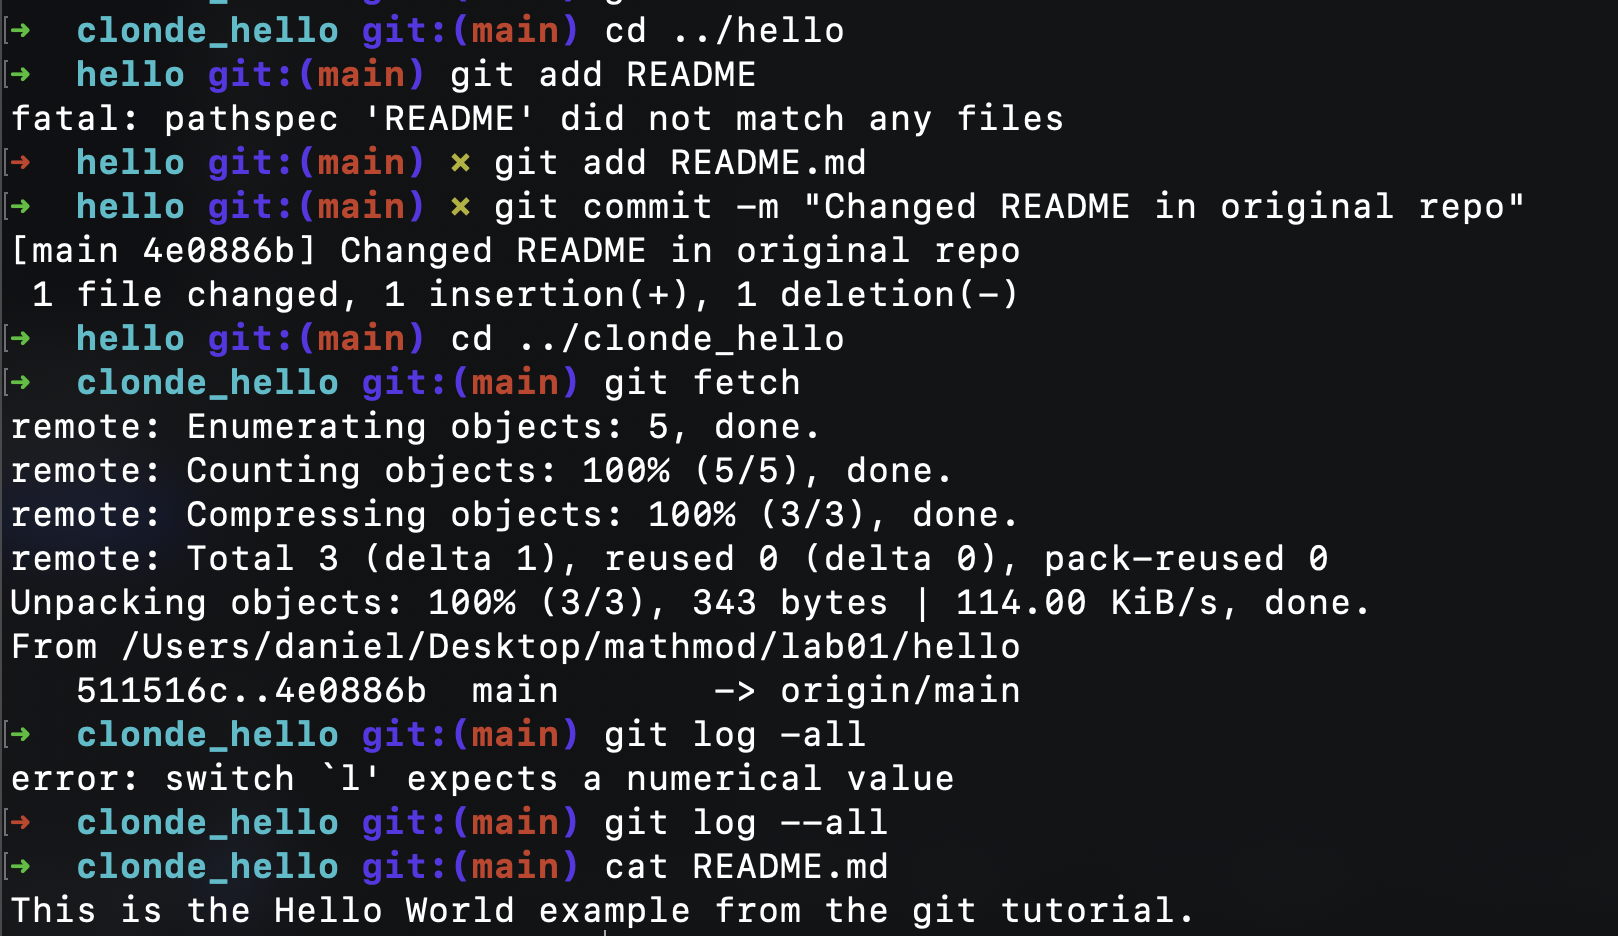 ➜  clonde_hello git:(main) cd ../hello
➜  hello git:(main) git add README
fatal: pathspec 'README' did not match any files
➜  hello git:(main) ✗ git add README.md
➜  hello git:(main) ✗ git commit -m "Changed README in original repo"
[main 4e0886b] Changed README in original repo
 1 file changed, 1 insertion(+), 1 deletion(-)
➜  hello git:(main) cd ../clonde_hello
➜  clonde_hello git:(main) git fetch
remote: Enumerating objects: 5, done.
remote: Counting objects: 100% (5/5), done.
remote: Compressing objects: 100% (3/3), done.
remote: Total 3 (delta 1), reused 0 (delta 0), pack-reused 0
Unpacking objects: 100% (3/3), 343 bytes | 114.00 KiB/s, done.
From /Users/daniel/Desktop/mathmod/lab01/hello
   511516c..4e0886b  main       -> origin/main
➜  clonde_hello git:(main) git log -all
error: switch `l' expects a numerical value
➜  clonde_hello git:(main) git log --all
➜  clonde_hello git:(main) cat README.md
This is the Hello World example from the git tutorial.